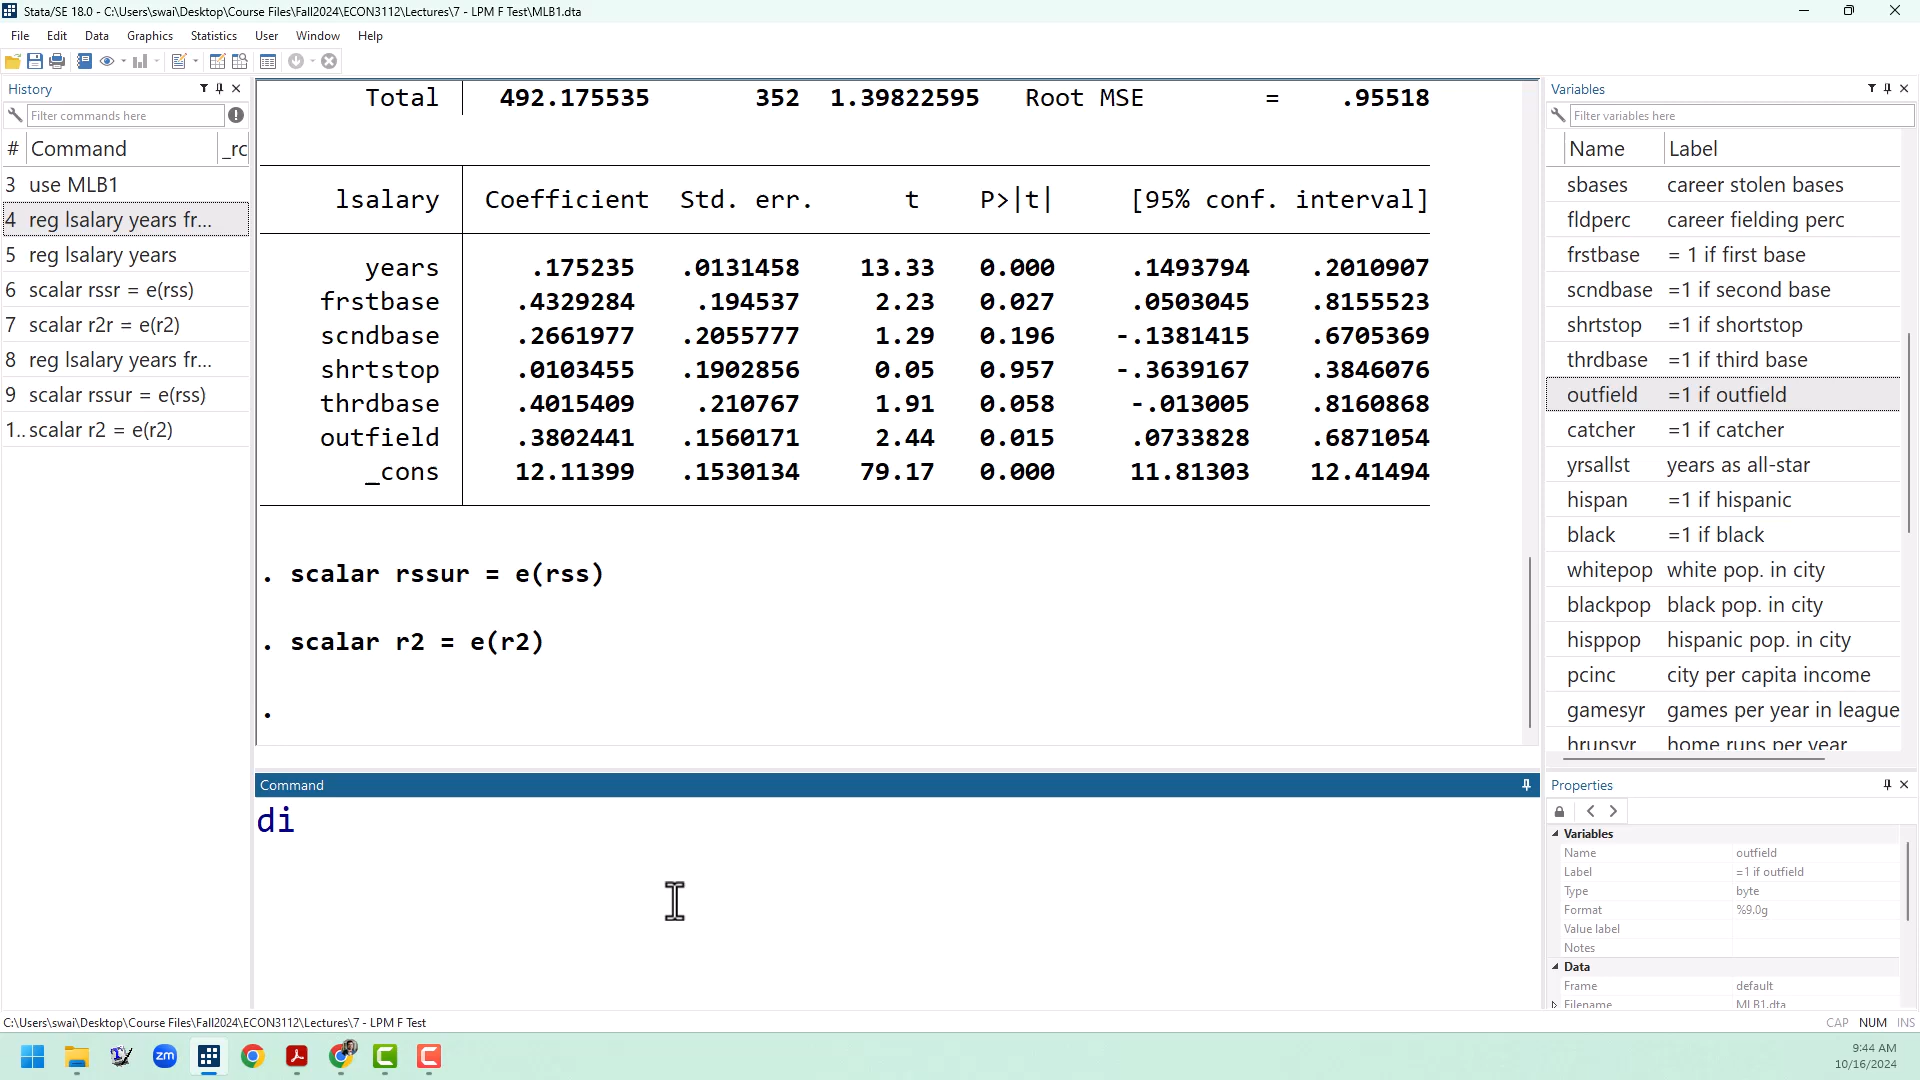 Stata/SE 18.0 - C:\Users\swai\Desktop\Course Files\Fall2024\ECON3112\Lectures\7 - LPM F Test\MLB1.dta
File Edit Data Graphics Statistics User Window Help
History
Filter commands here
# Command _rc
3 use MLB1
4 reg lsalary years fr...
5 reg lsalary years
6 scalar rssr = e(rss)
7 scalar r2r = e(r2)
8 reg lsalary years fr...
9 scalar rssur = e(rss)
1.. scalar r2 = e(r2)
Total 492.175535 352 1.39822595 Root MSE = .95518
lsalary Coefficient Std. err. t P>|t| [95% conf. interval]
years .175235 .0131458 13.33 0.000 .1493794 .2010907
frstbase .4329284 .194537 2.23 0.027 .0503045 .8155523
scndbase .2661977 .2055777 1.29 0.196 -.1381415 .6705369
shrtstop .0103455 .1902856 0.05 0.957 -.3639167 .3846076
thrdbase .4015409 .210767 1.91 0.058 -.013005 .8160868
outfield .3802441 .1560171 2.44 0.015 .0733828 .6871054
_cons 12.11399 .1530134 79.17 0.000 11.81303 12.41494
. scalar rssur = e(rss)
. scalar r2 = e(r2)
.
Command
di
Variables
Filter variables here
Name Label
sbases career stolen bases
fldperc career fielding perc
frstbase = 1 if first base
scndbase =1 if second base
shrtstop =1 if shortstop
thrdbase =1 if third base
outfield =1 if outfield
catcher =1 if catcher
yrsallst years as all-star
hispan =1 if hispanic
black =1 if black
whitepop white pop. in city
blackpop black pop. in city
hisppop hispanic pop. in city
pcinc city per capita income
gamesyr games per year in league
hrunsyr home runs per year
Properties
Variables
Name outfield
Label =1 if outfield
Type byte
Format %9.0g
Value label
Notes
Data
Frame default
Filename MLB1.dta
C:\Users\swai\Desktop\Course Files\Fall2024\ECON3112\Lectures\7 - LPM F Test
CAP NUM INS
zm
9:44 AM
10/16/2024